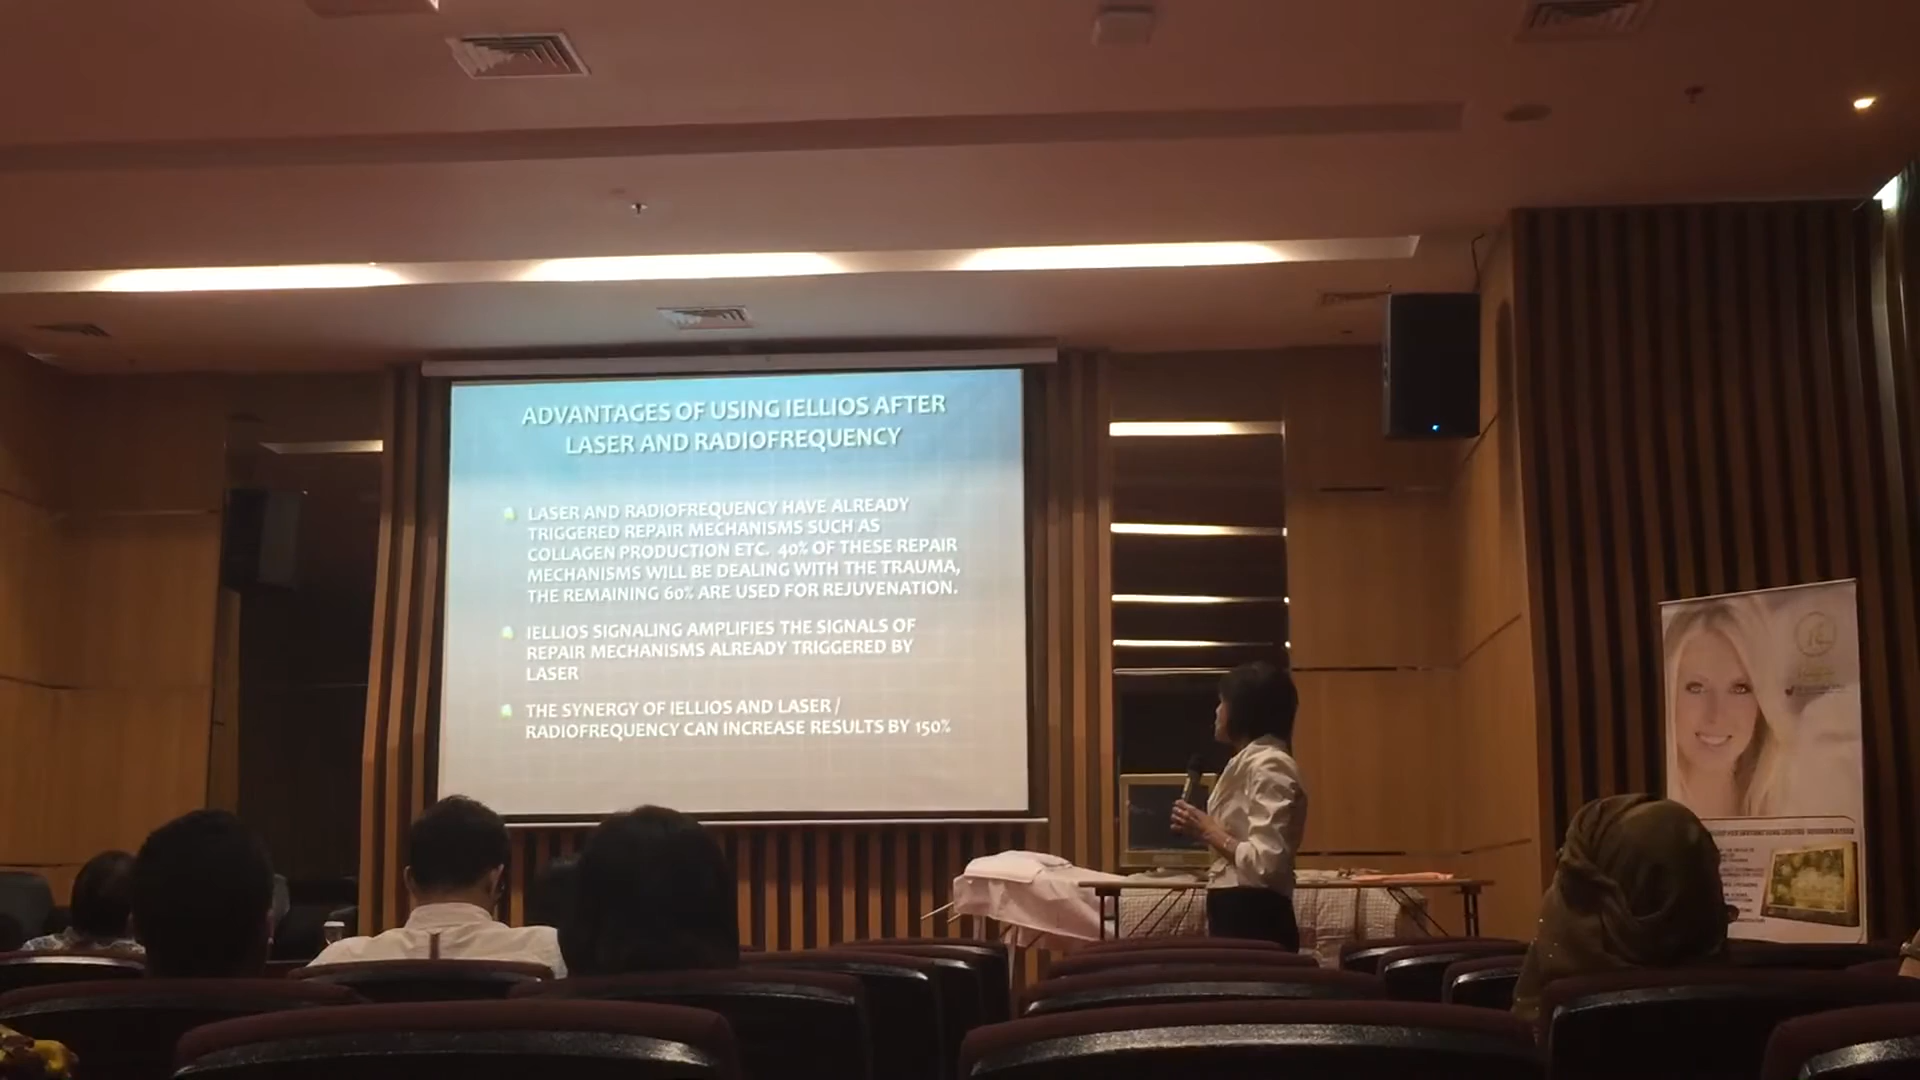 ADVANTAGES OF USING IELLIOS AFTER
LASER AND RADIOFREQUENCY
LASER AND RADIOFREQUENCY HAVE ALREADY
TRIGGERED REPAIR MECHANISMS SUCH AS
COLLAGEN PRODUCTION ETC. 40% OF THESE REPAIR
MECHANISMS WILL BE DEALING WITH THE TRAUMA,
THE REMAINING 60% ARE USED FOR REJUVENATION.
IELLIOS SIGNALING AMPLIFIES THE SIGNALS OF
REPAIR MECHANISMS ALREADY TRIGGERED BY
LASER
THE SYNERGY OF IELLIOS AND LASER /
RADIOFREQUENCY CAN INCREASE RESULTS BY 150%